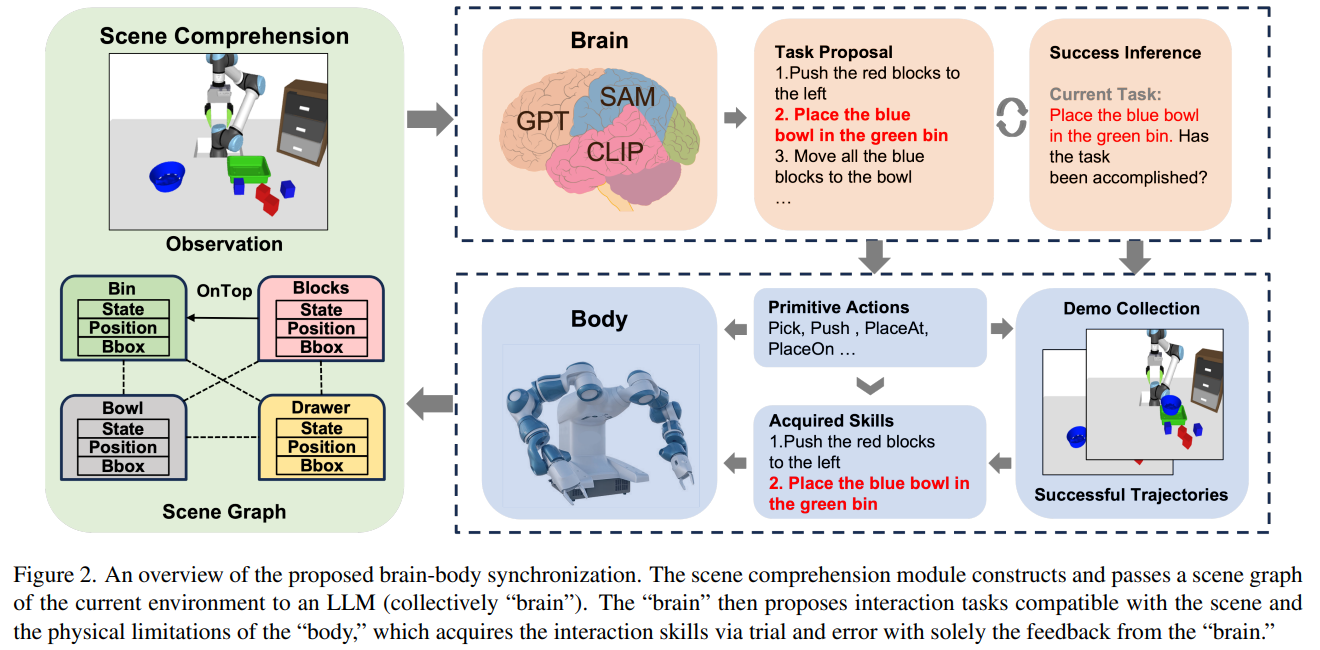 Scene Comprehension
Observation
Bin
State
Position
Bbox
OnTop
Blocks
State
Position
Bbox
Bowl
State
Position
Bbox
Drawer
State
Position
Bbox
Scene Graph
Brain
GPT
SAM
CLIP
Task Proposal
1.Push the red blocks to
the left
2. Place the blue
bowl in the green bin
3. Move all the blue
blocks to the bowl
…
Success Inference
Current Task:
Place the blue bowl
in the green bin. Has
the task
been accomplished?
Body
Primitive Actions
Pick, Push , PlaceAt,
PlaceOn …
Acquired Skills
1.Push the red blocks
to the left
2. Place the blue bowl in
the green bin
Demo Collection
Successful Trajectories
Figure 2. An overview of the proposed brain-body synchronization. The scene comprehension module constructs and passes a scene graph
of the current environment to an LLM (collectively “brain”). The “brain” then proposes interaction tasks compatible with the scene and
the physical limitations of the “body,” which acquires the interaction skills via trial and error with solely the feedback from the “brain.”